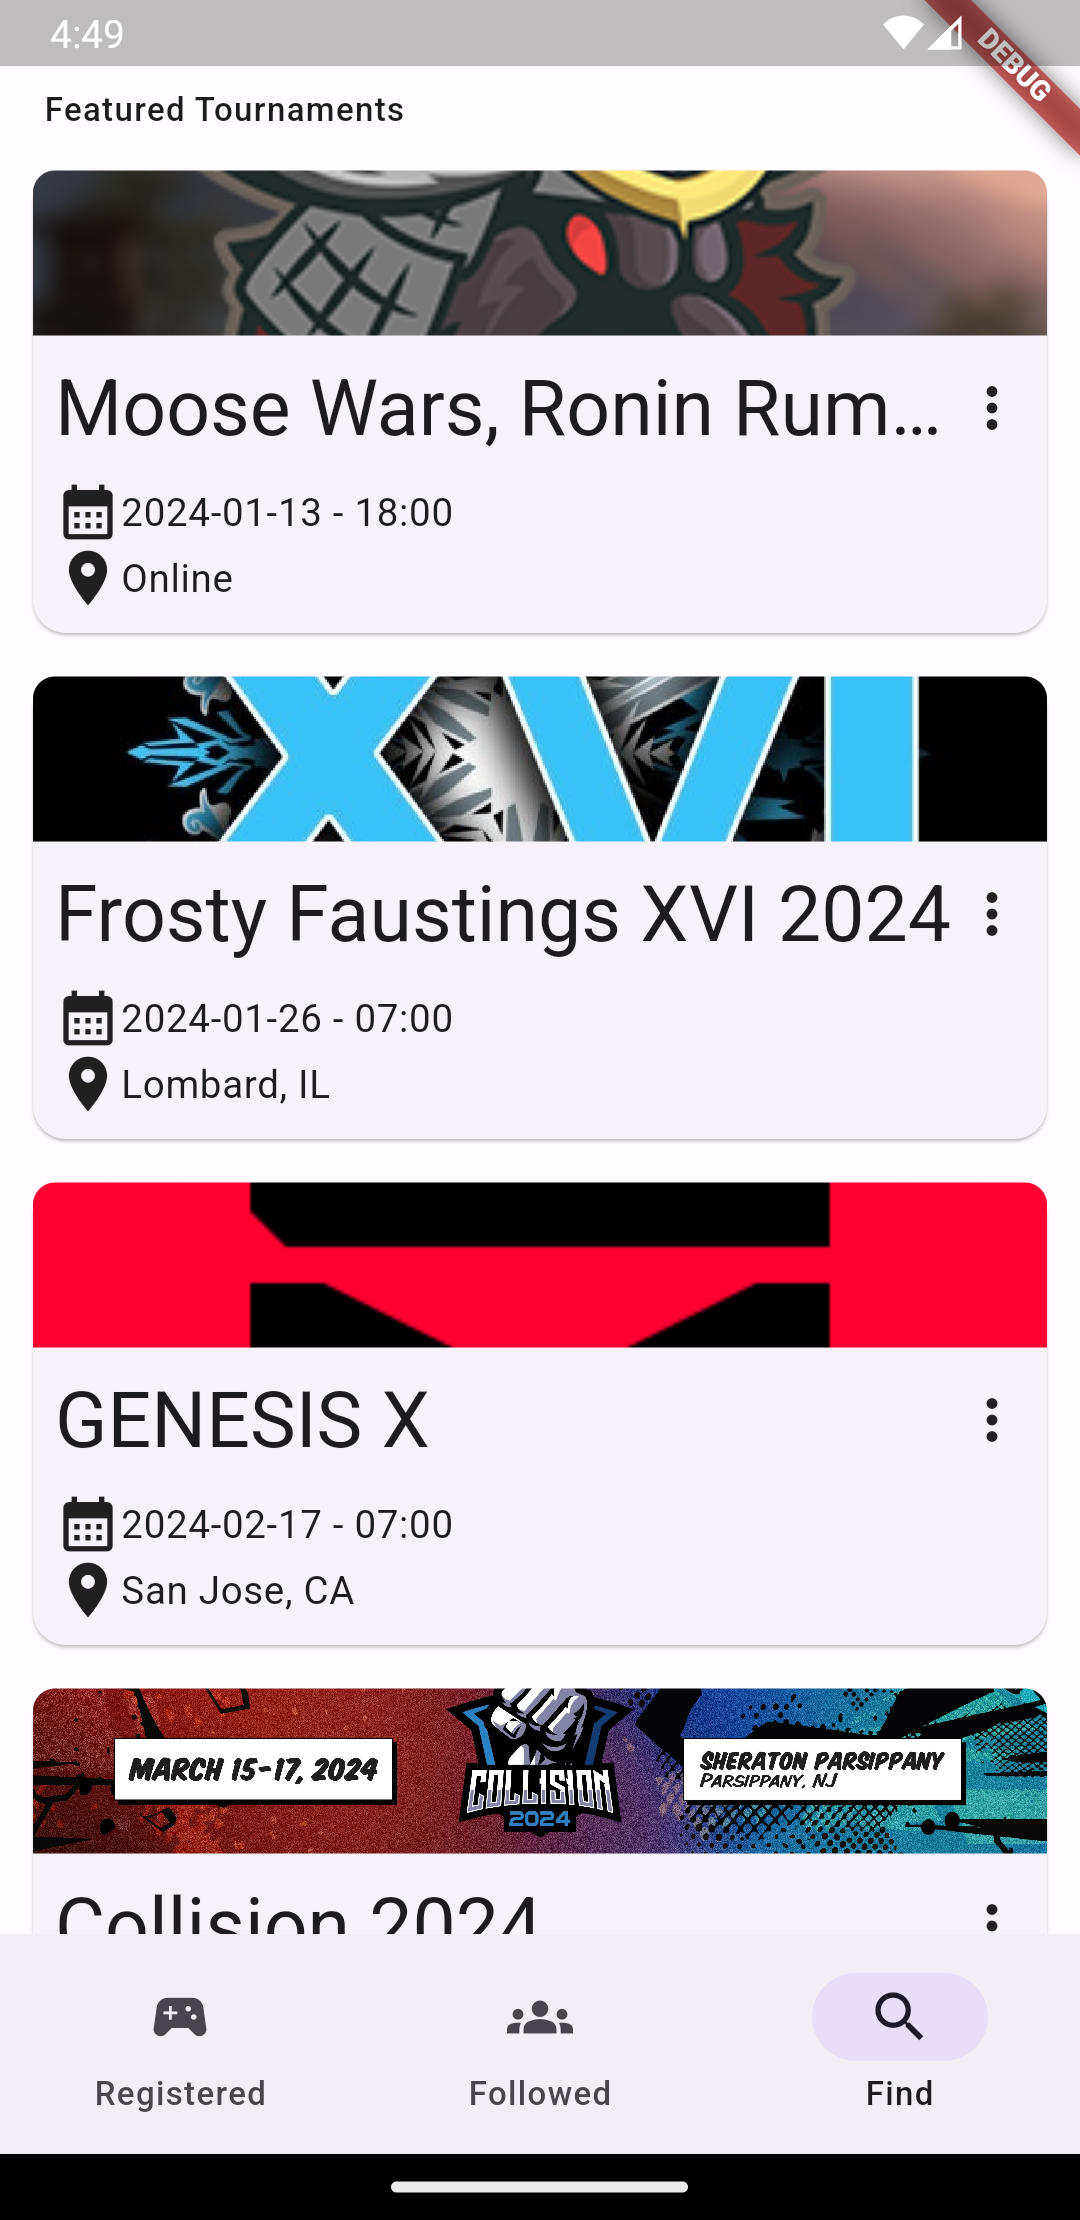 4:49
DEBUG
Featured Tournaments
Moose Wars, Ronin Rum...
2024-01-13 - 18:00
Online
XVI
Frosty Faustings XVI 2024
2024-01-26 - 07:00
Lombard, IL
GENESIS X
2024-02-17 - 07:00
San Jose, CA
MARCH 15-17, 2024
COLLISION
2024
SHERATON PARSIPPANY
PARSIPPANY, NJ
Collision 2024
Registered
Followed
Find